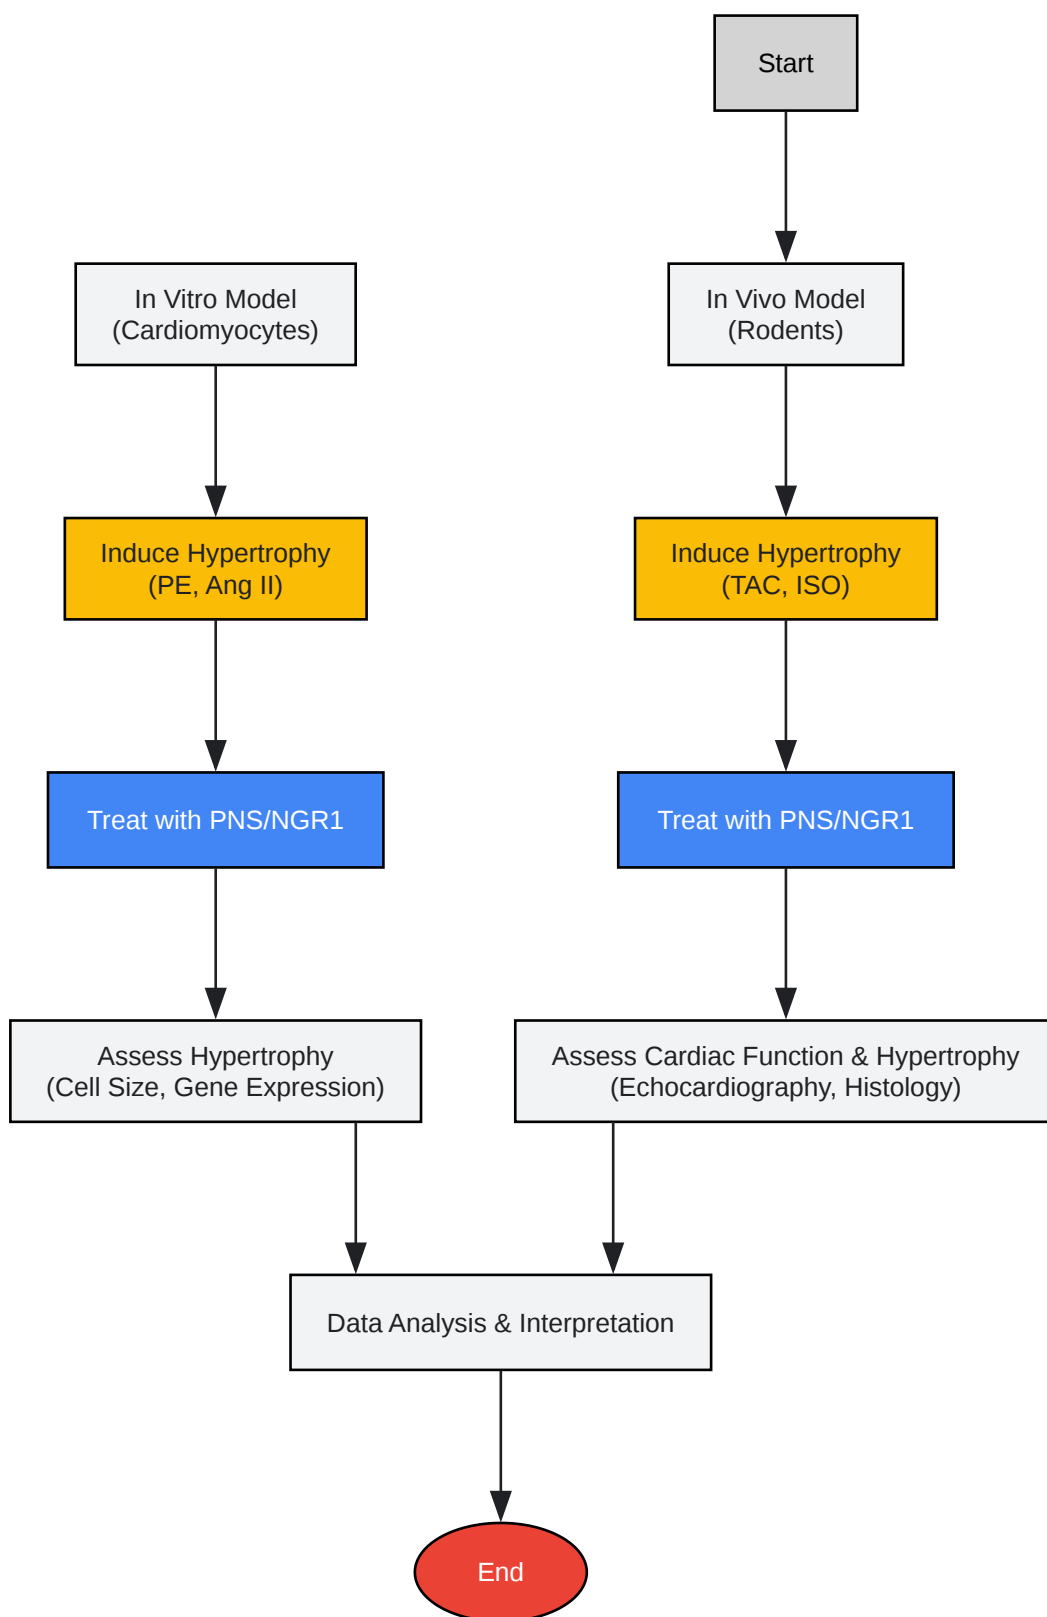 Start
In Vitro Model
(Cardiomyocytes)
In Vivo Model
(Rodents)
Induce Hypertrophy
(PE, Ang II)
Induce Hypertrophy
(TAC, ISO)
Treat with PNS/NGR1
Treat with PNS/NGR1
Assess Hypertrophy
(Cell Size, Gene Expression)
Assess Cardiac Function & Hypertrophy
(Echocardiography, Histology)
Data Analysis & Interpretation
End